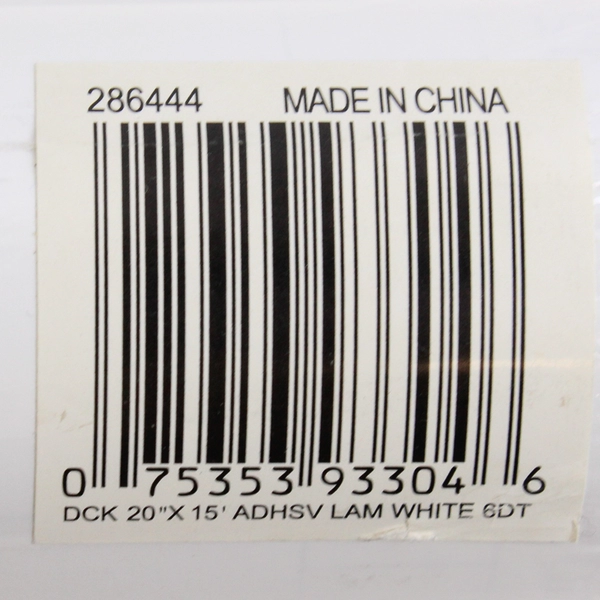 286444 MADE IN CHINA
0 75353 93304 6
DCK 20"X 15' ADHSV LAM WHITE 6DT